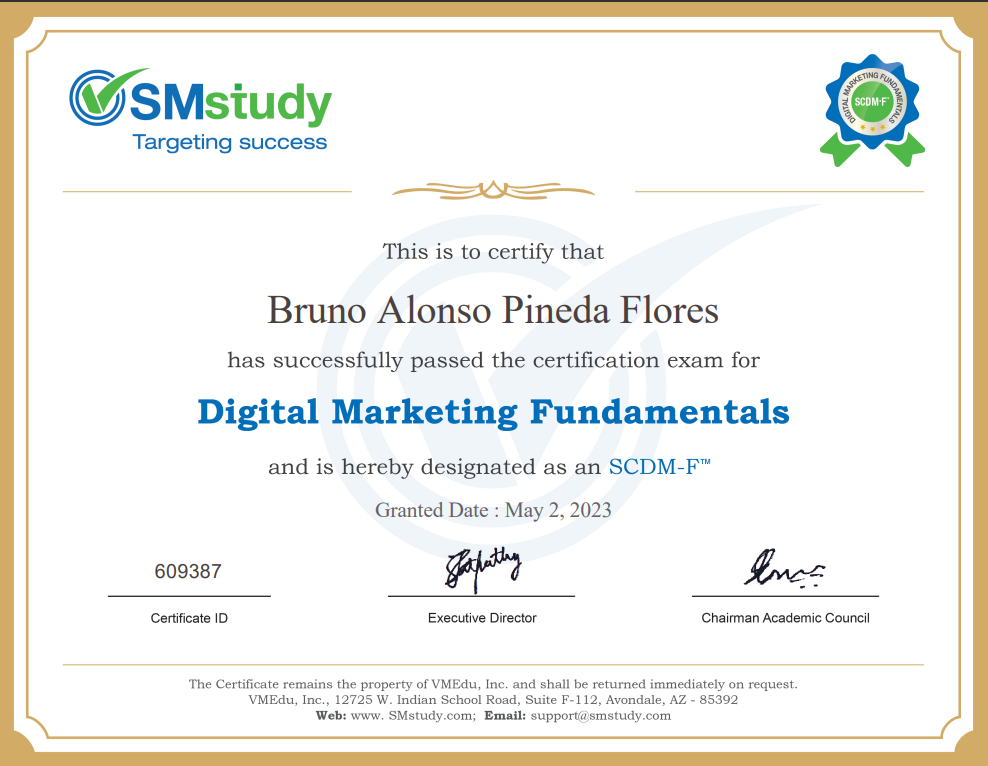 SMstudy
Targeting success
DIGITAL MARKETING FUNDAMENTALS
SCDM-F™
This is to certify that
Bruno Alonso Pineda Flores
has successfully passed the certification exam for
Digital Marketing Fundamentals
and is hereby designated as an SCDM-F™
Granted Date : May 2, 2023
609387
Certificate ID
Executive Director
Chairman Academic Council
The Certificate remains the property of VMEdu, Inc. and shall be returned immediately on request.
VMEdu, Inc., 12725 W. Indian School Road, Suite F-112, Avondale, AZ - 85392
Web: www. SMstudy.com; Email: support@smstudy.com